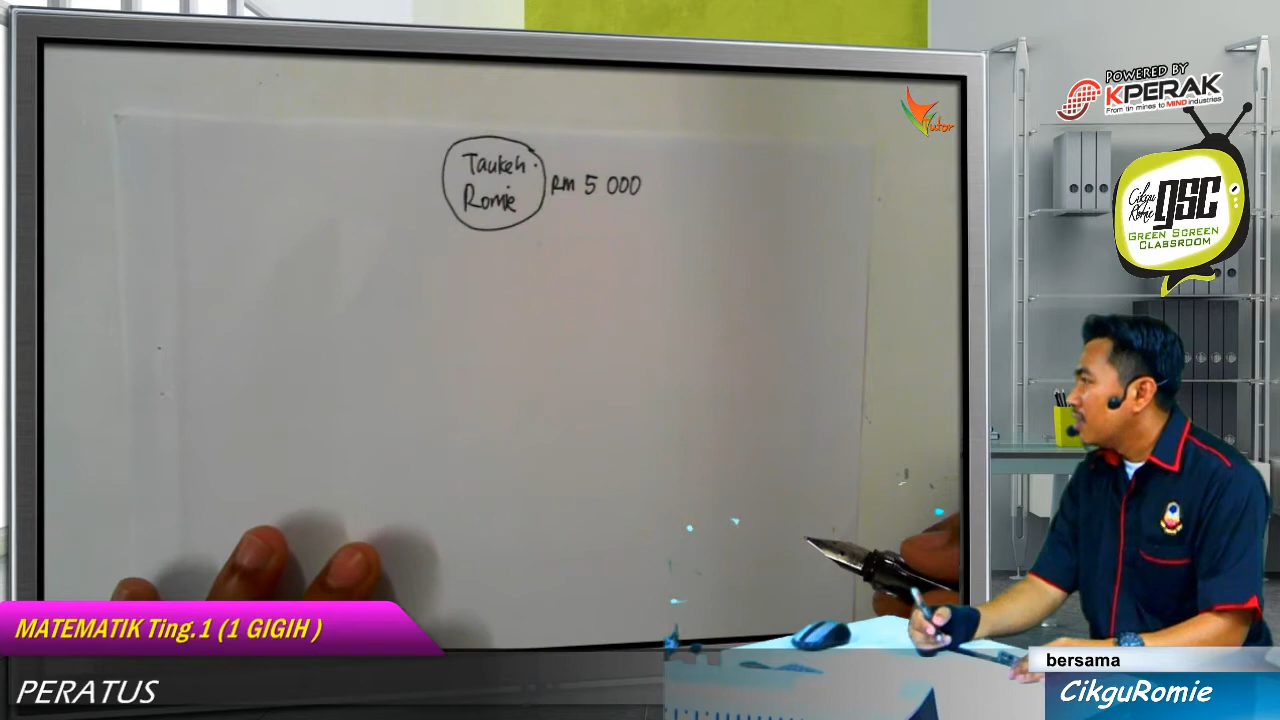 Taukeh
Romie
RM 5 000
utor
POWERED BY
KPERAK
From tin mines to MIND industries
Cikgu
Romie
GSC
GREEN SCREEN
CLASSROOM
MATEMATIK Ting.1 (1 GIGIH )
PERATUS
bersama
CikguRomie